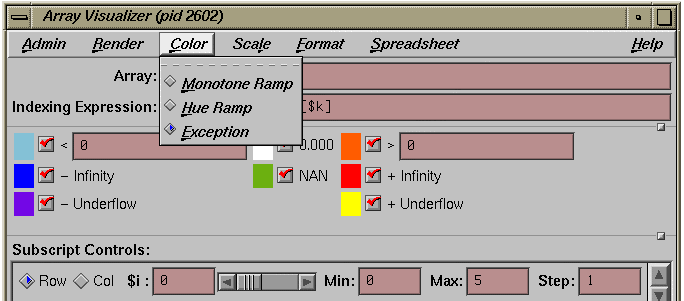 Array Visualizer (pid 2602)
Admin Render Color Scale Format Spreadsheet Help
Array:
Monotone Ramp
Indexing Expression: [$k]
Hue Ramp
Exception
< 0 0.000 > 0
– Infinity NAN + Infinity
– Underflow + Underflow
Subscript Controls:
Row Col $i : 0 Min: 0 Max: 5 Step: 1